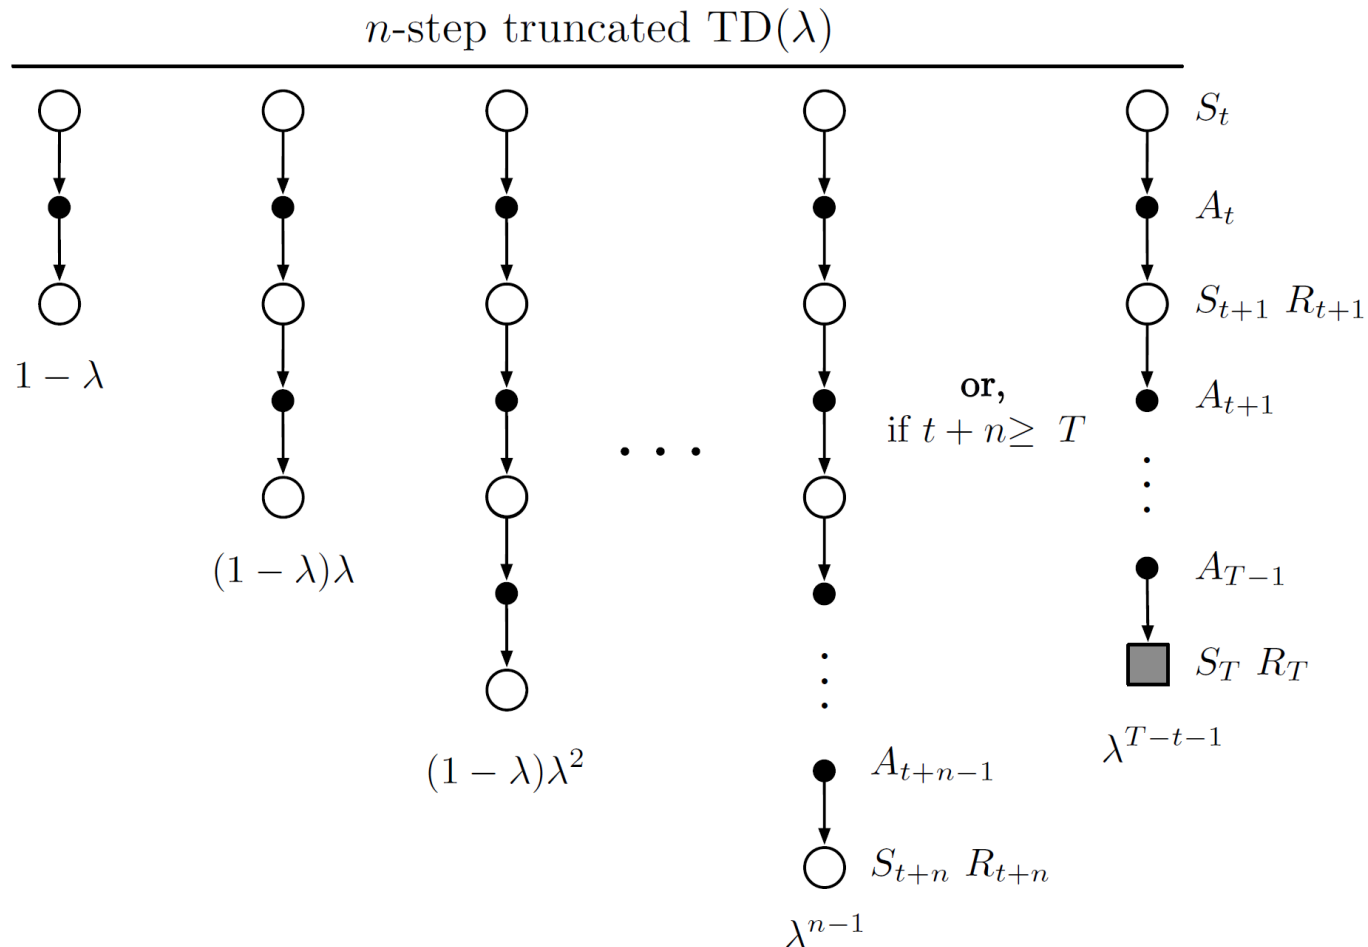 n-step truncated TD(λ)
S_t
A_t
S_{t+1} R_{t+1}
1 − λ
or,
A_{t+1}
if t + n ≥ T
. . .
(1 − λ)λ
A_{T−1}
S_T R_T
(1 − λ)λ^2
A_{t+n−1}
λ^{T−t−1}
S_{t+n} R_{t+n}
λ^{n−1}